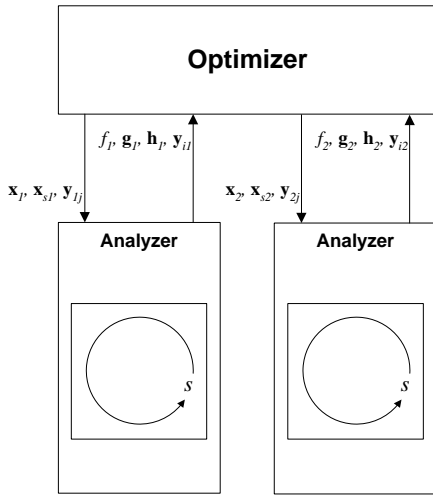 Optimizer
f₁, g₁, h₁, yᵢ₁
f₂, g₂, h₂, yᵢ₂
x₁, xₛ₁, y₁ⱼ
x₂, xₛ₂, y₂ⱼ
Analyzer
Analyzer
s
s